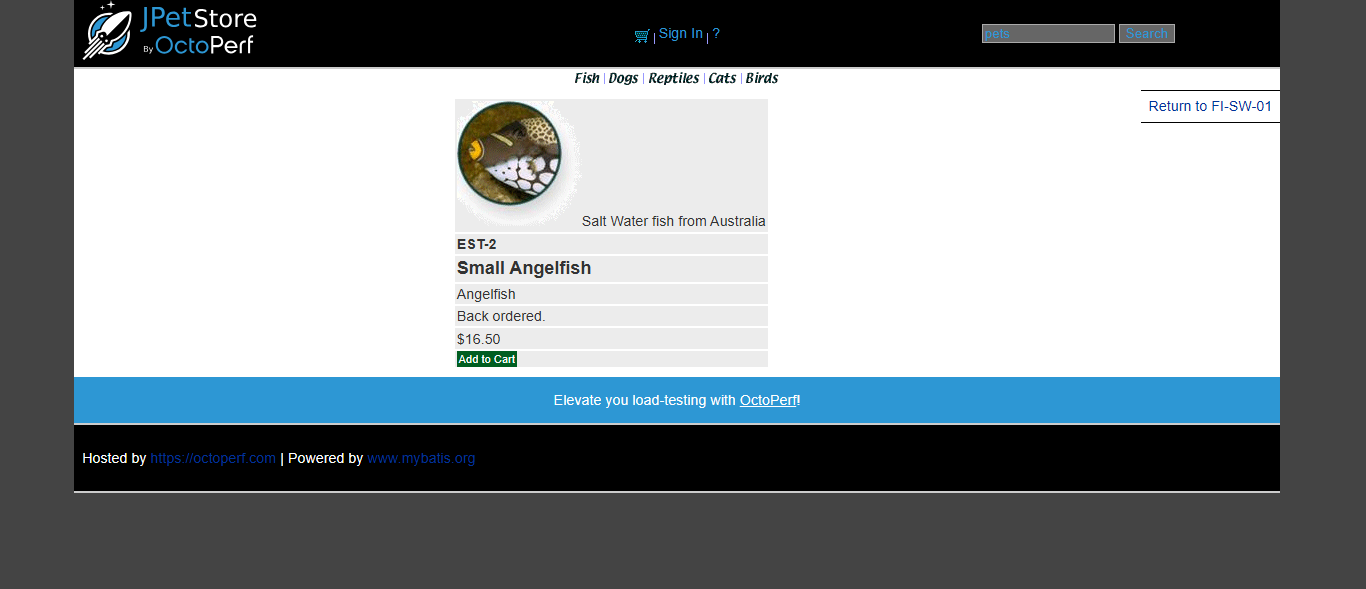 JPetStore
By OctoPerf
Sign In | ?
pets
Search
Fish | Dogs | Reptiles | Cats | Birds
Return to FI-SW-01
Salt Water fish from Australia
EST-2
Small Angelfish
Angelfish
Back ordered.
$16.50
Add to Cart
Elevate you load-testing with OctoPerf!
Hosted by https://octoperf.com | Powered by www.mybatis.org